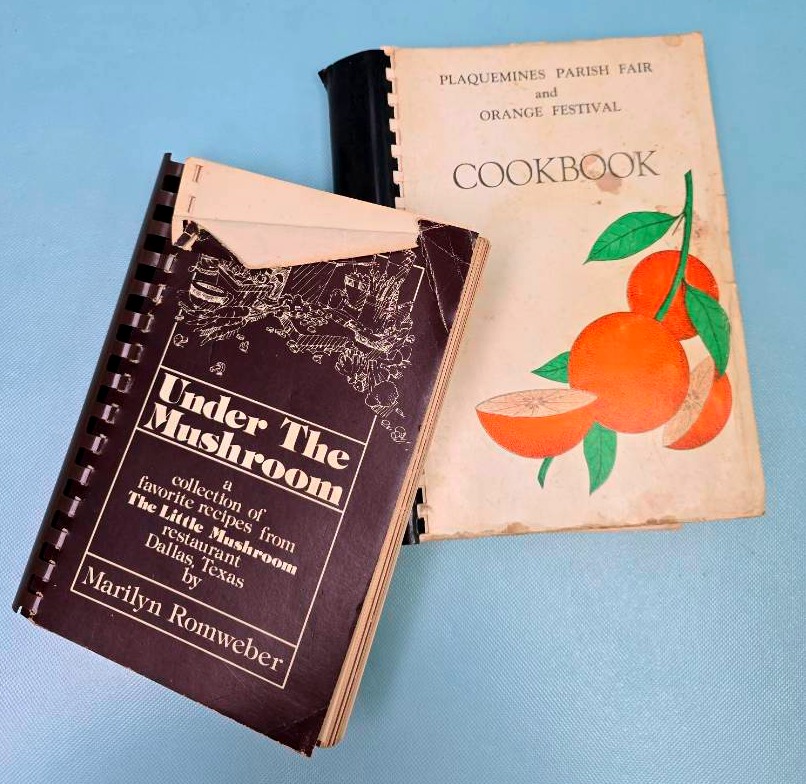 PLAQUEMINES PARISH FAIR
and
ORANGE FESTIVAL
COOKBOOK
Under The
Mushroom
a
collection of
favorite recipes from
The Little Mushroom
restaurant
Dallas, Texas
by
Marilyn Romweber